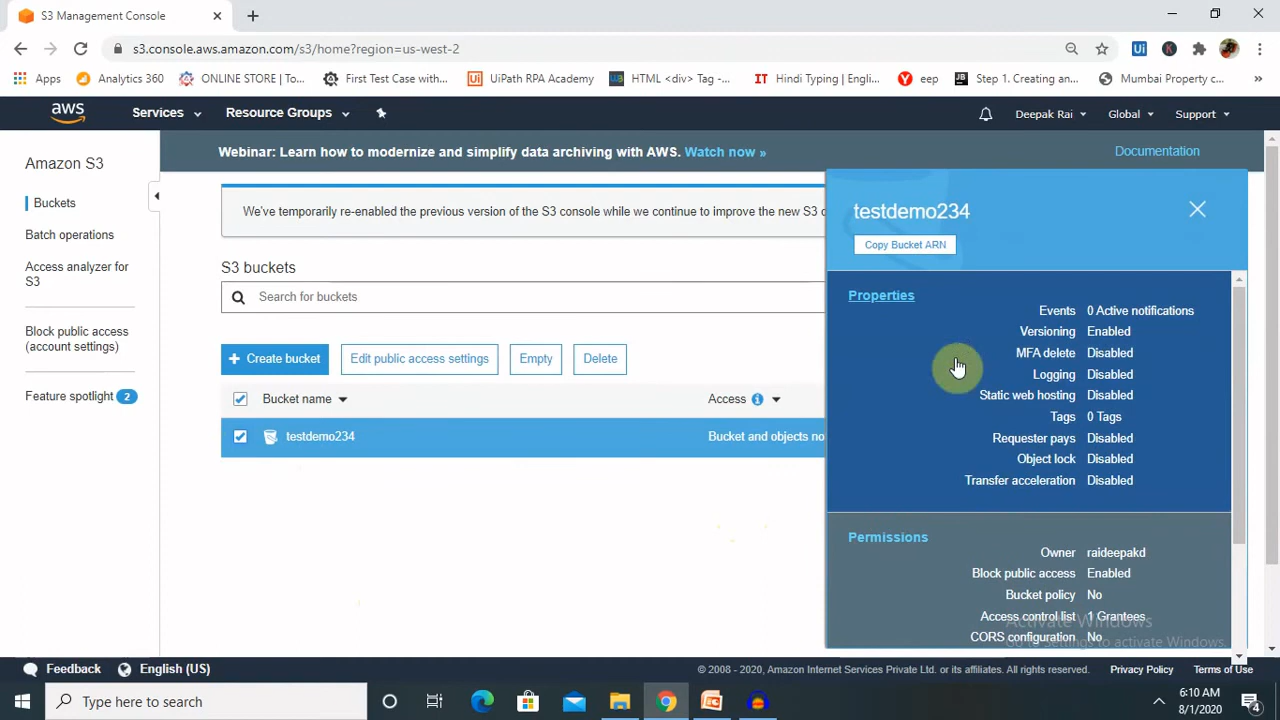 S3 Management Console
s3.console.aws.amazon.com/s3/home?region=us-west-2
Apps
Analytics 360
ONLINE STORE | To...
First Test Case with...
UiPath RPA Academy
HTML <div> Tag -...
IT Hindi Typing | Engli...
eep
Step 1. Creating an...
Mumbai Property c...
aws
Services
Resource Groups
Deepak Rai
Global
Support
Webinar: Learn how to modernize and simplify data archiving with AWS. Watch now »
Documentation
Amazon S3
Buckets
Batch operations
Access analyzer for
S3
Block public access
(account settings)
Feature spotlight 2
We've temporarily re-enabled the previous version of the S3 console while we continue to improve the new S3 c
S3 buckets
Search for buckets
+ Create bucket
Edit public access settings
Empty
Delete
Bucket name
Access
testdemo234
Bucket and objects no
testdemo234
Copy Bucket ARN
Properties
Events 0 Active notifications
Versioning Enabled
MFA delete Disabled
Logging Disabled
Static web hosting Disabled
Tags 0 Tags
Requester pays Disabled
Object lock Disabled
Transfer acceleration Disabled
Permissions
Owner raideepakd
Block public access Enabled
Bucket policy No
Access control list 1 Grantees
CORS configuration No
Activate Windows
Go to Settings to activate Windows.
Feedback
English (US)
© 2008 - 2020, Amazon Internet Services Private Ltd. or its affiliates. All rights reserved.
Privacy Policy
Terms of Use
Type here to search
6:10 AM
8/1/2020
4